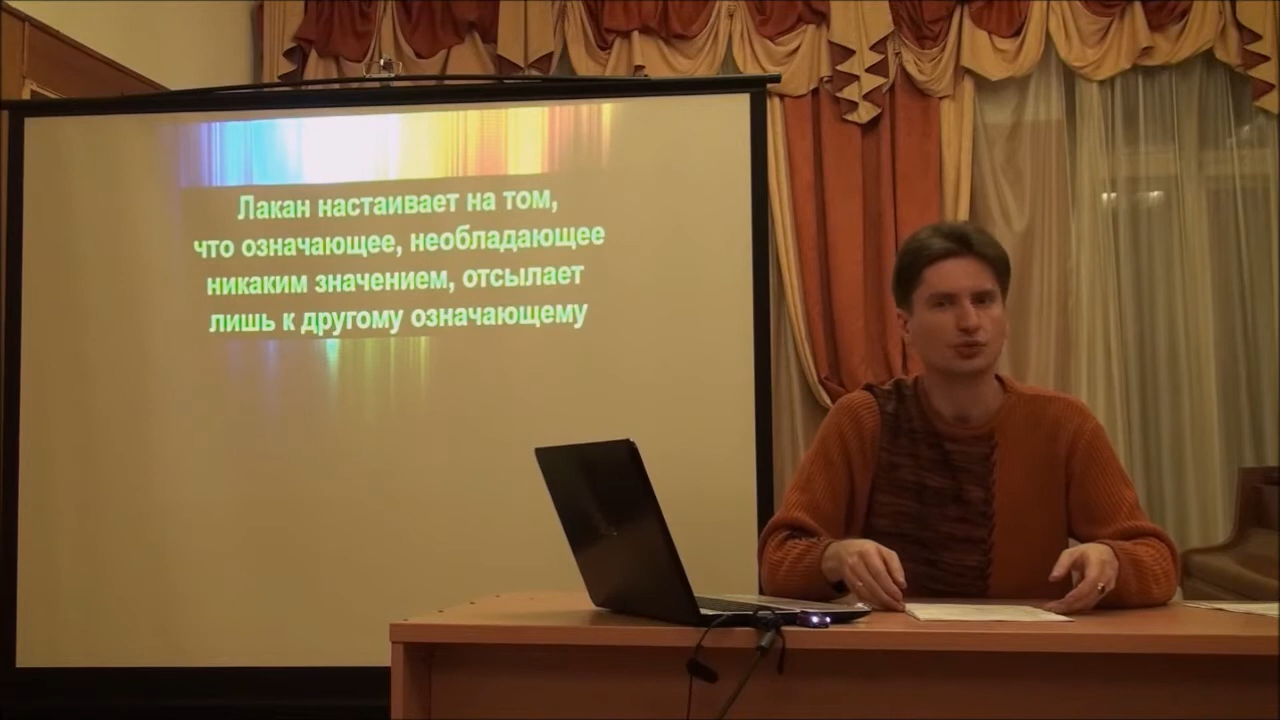 Лакан настаивает на том,
что означающее, необладающее
никаким значением, отсылает
лишь к другому означающему